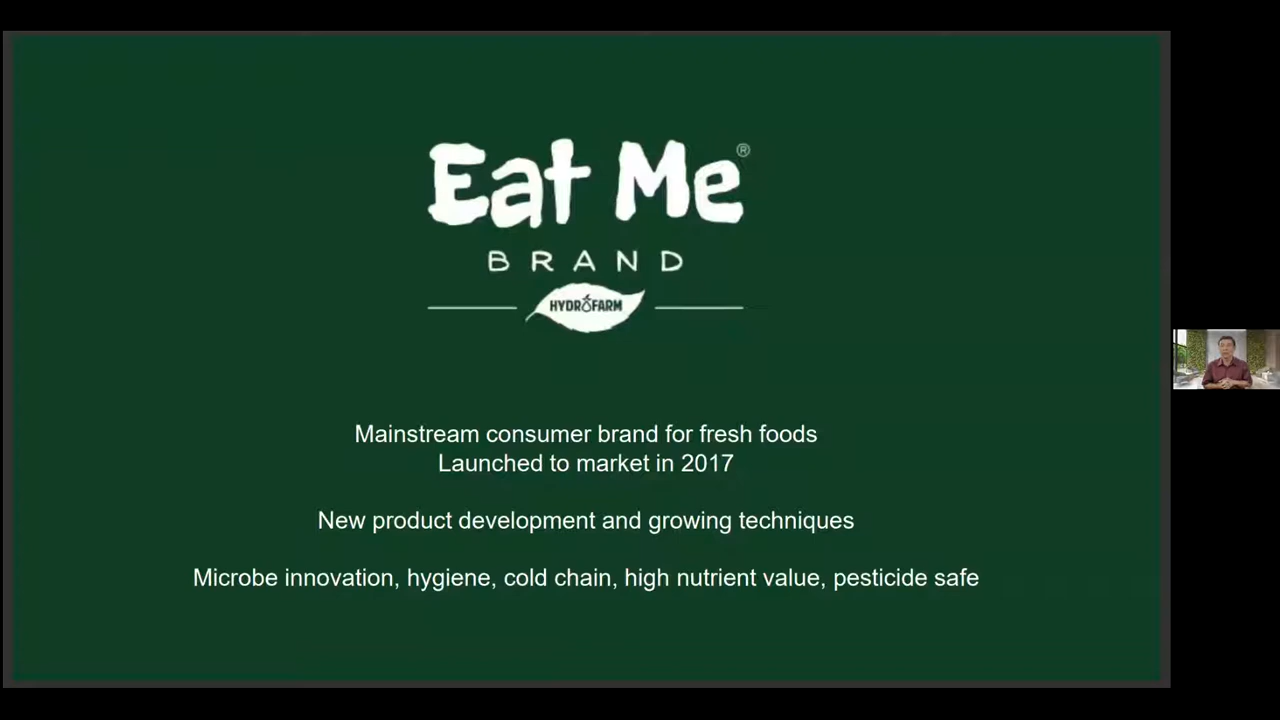 Eat Me ®
BRAND
HYDROFARM
Mainstream consumer brand for fresh foods
Launched to market in 2017
New product development and growing techniques
Microbe innovation, hygiene, cold chain, high nutrient value, pesticide safe